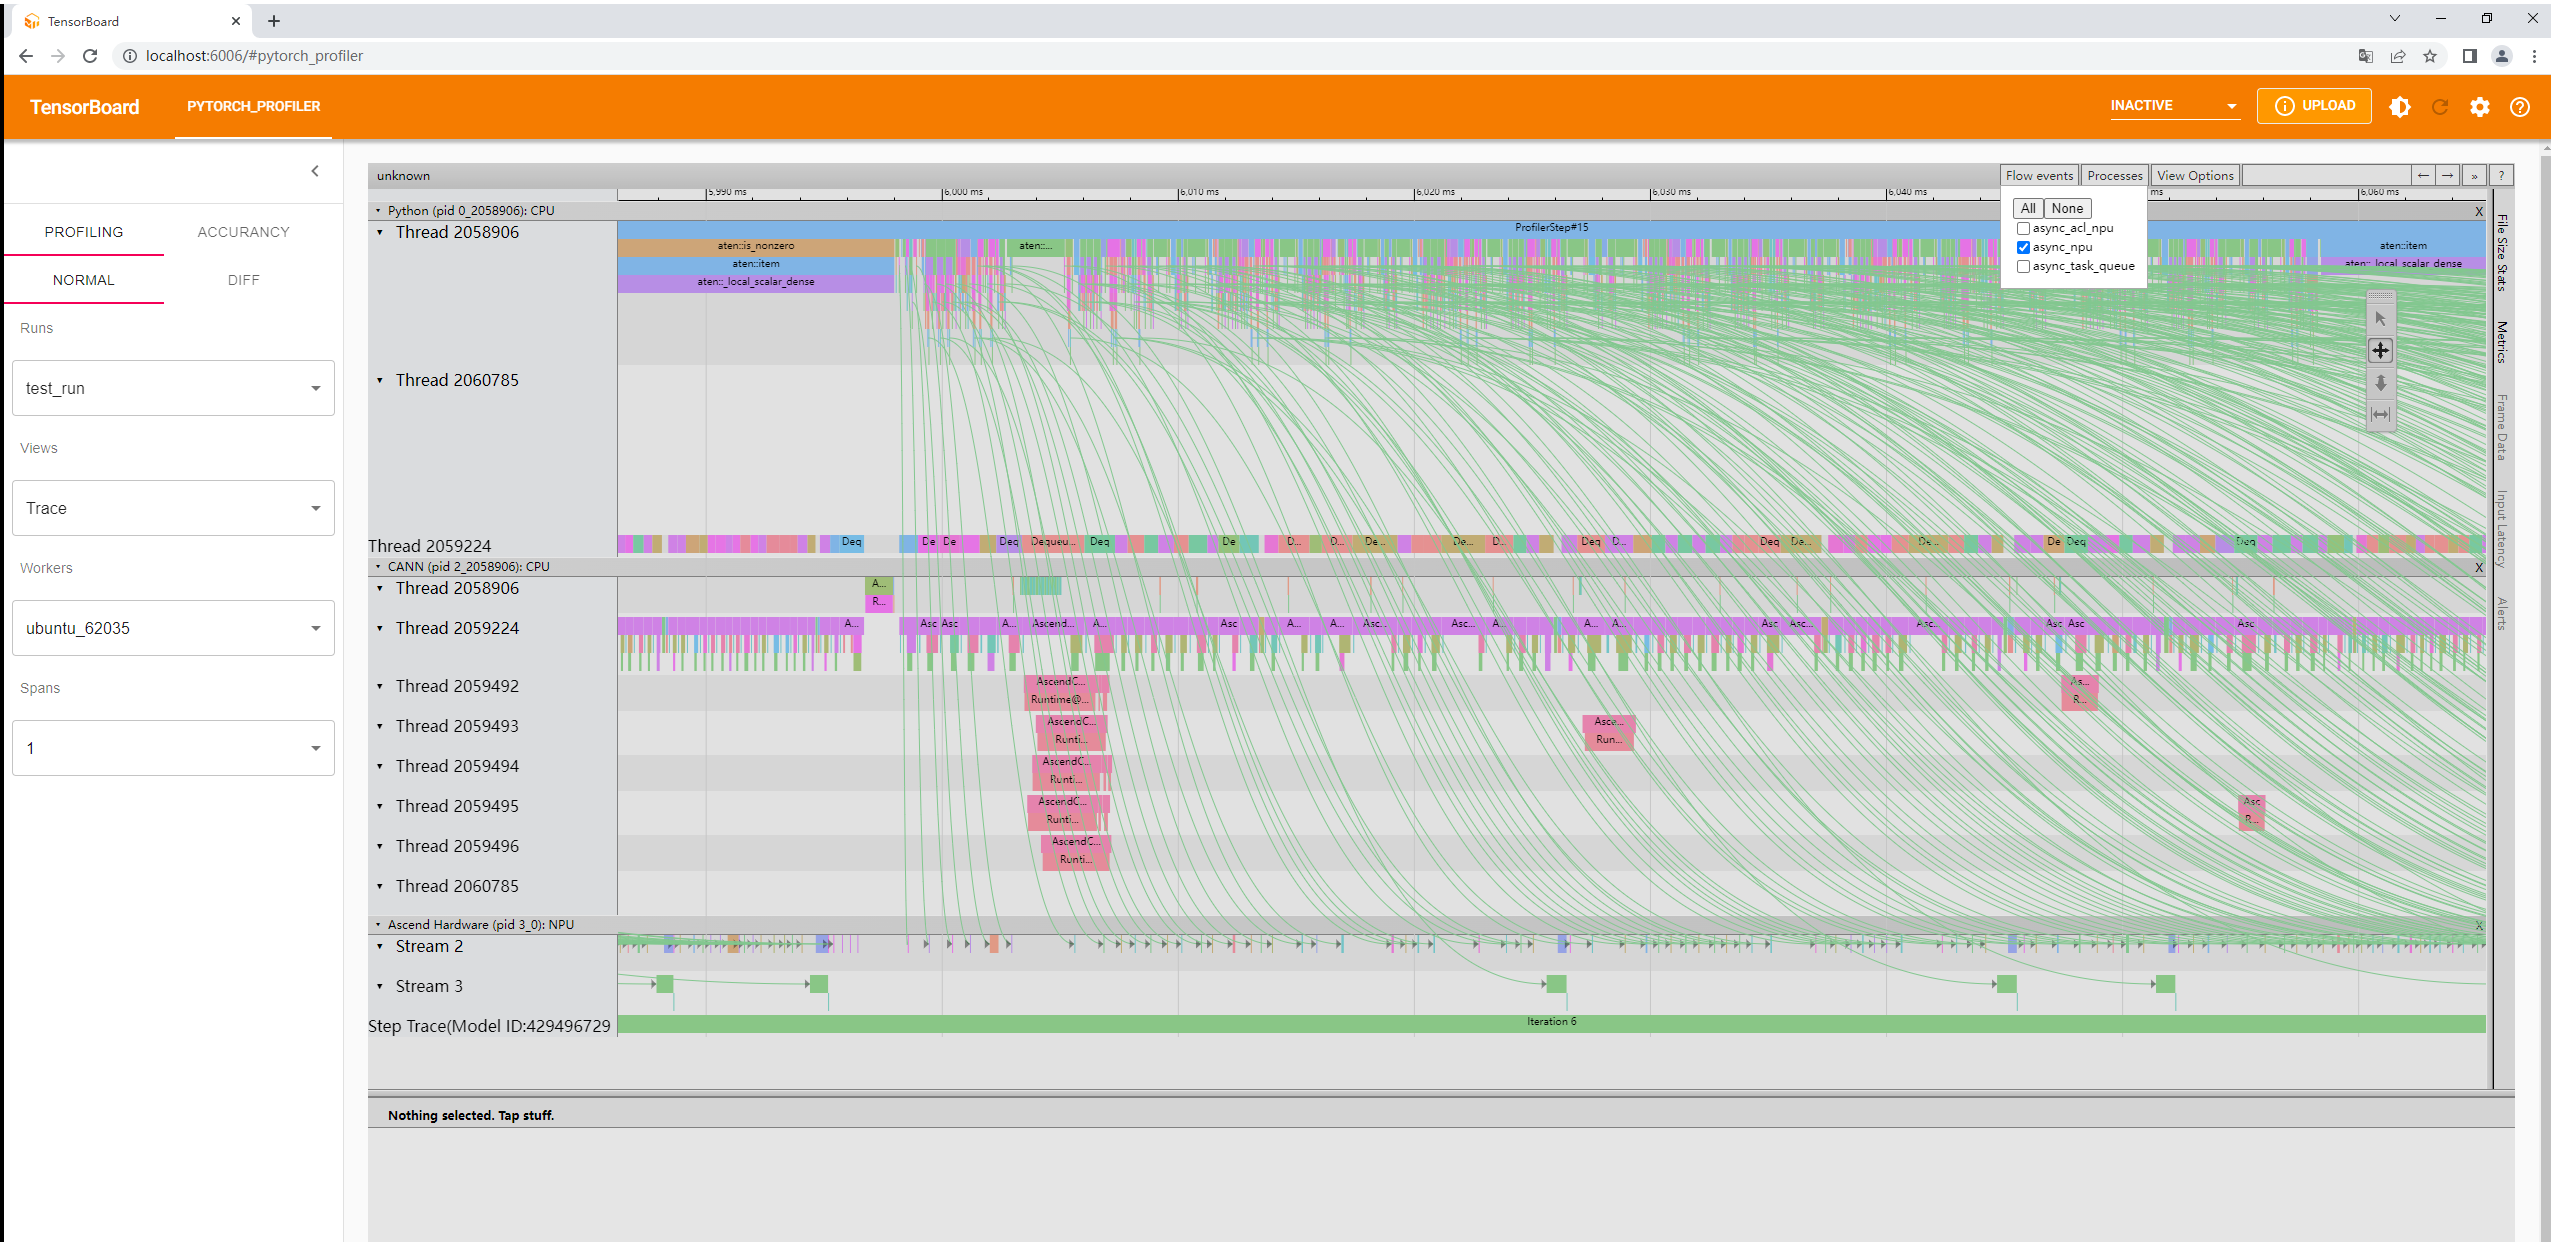 TensorBoard
localhost:6006/#pytorch_profiler
TensorBoard
PYTORCH_PROFILER
INACTIVE
UPLOAD
PROFILING
ACCURANCY
NORMAL
DIFF
Runs
test_run
Views
Trace
Workers
ubuntu_62035
Spans
1
unknown
Flow events
Processes
View Options
←
→
»
?
All
None
async_acl_npu
async_npu
async_task_queue
5,990 ms
6,000 ms
6,010 ms
6,020 ms
6,030 ms
6,040 ms
ms
6,060 ms
Python (pid 0_2058906): CPU
X
Thread 2058906
ProfilerStep#15
aten::is_nonzero
aten::...
aten::item
aten::item
aten::_local_scalar_dense
aten::_local_scalar_dense
Thread 2060785
Thread 2059224
Deq
De
De
Deq
Dequeu...
Deq
De
D...
D...
De...
De...
D...
Deq
D...
Deq
De...
De...
De
Deq
Deq
CANN (pid 2_2058906): CPU
X
Thread 2058906
A...
R...
Thread 2059224
A...
Asc
Asc
A...
Ascend...
A...
Asc
A...
A...
Asc...
Asc...
A...
A...
A...
Asc
Asc...
Asc...
Asc
Asc
Asc
Thread 2059492
AscendC...
Runtime@...
As...
R...
Thread 2059493
AscendC...
Runti...
Asce...
Run...
Thread 2059494
AscendC...
Runti...
Thread 2059495
AscendC...
Runti...
Asc
R...
Thread 2059496
AscendC...
Runti...
Thread 2060785
Ascend Hardware (pid 3_0): NPU
X
Stream 2
Stream 3
Step Trace(Model ID:429496729
Iteration 6
File Size Stats
Metrics
Frame Data
Input Latency
Alerts
Nothing selected. Tap stuff.